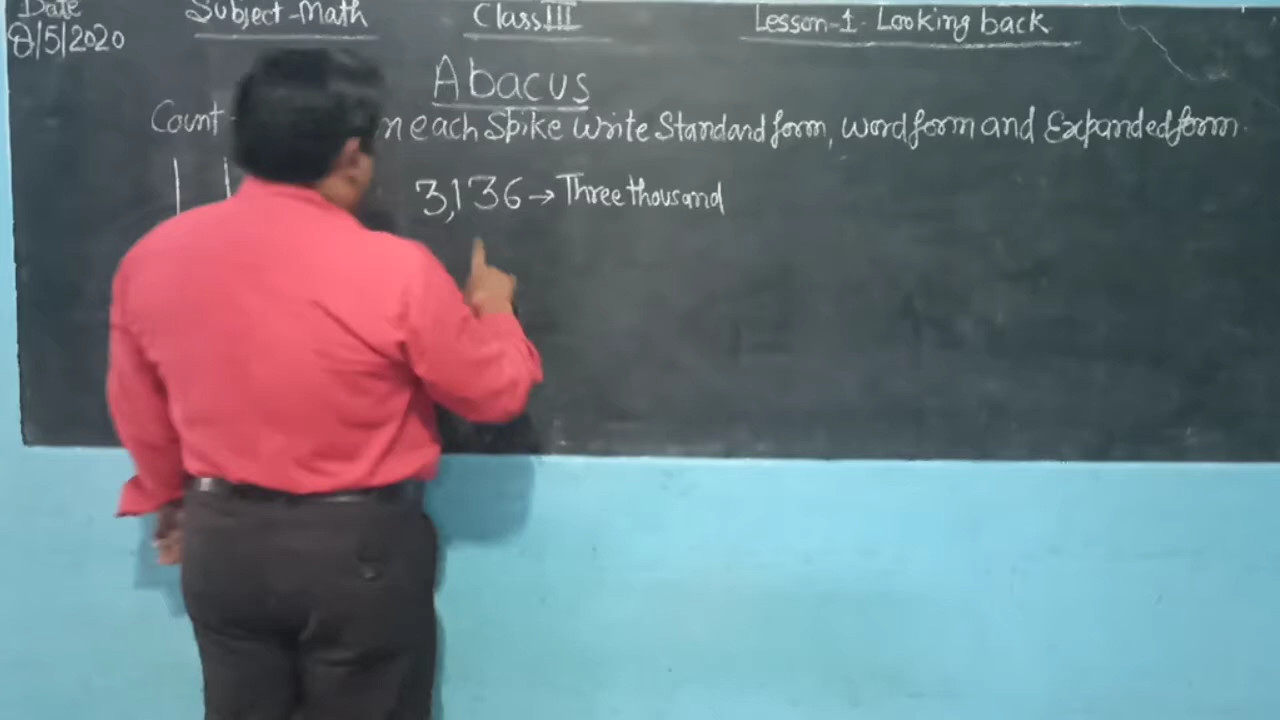 Date Subject-Math Class III Lesson-1 Looking back
8/5/2020
Abacus
Count each Spike Write Standard form, word form and Expanded form.
3,136 → Three thousand